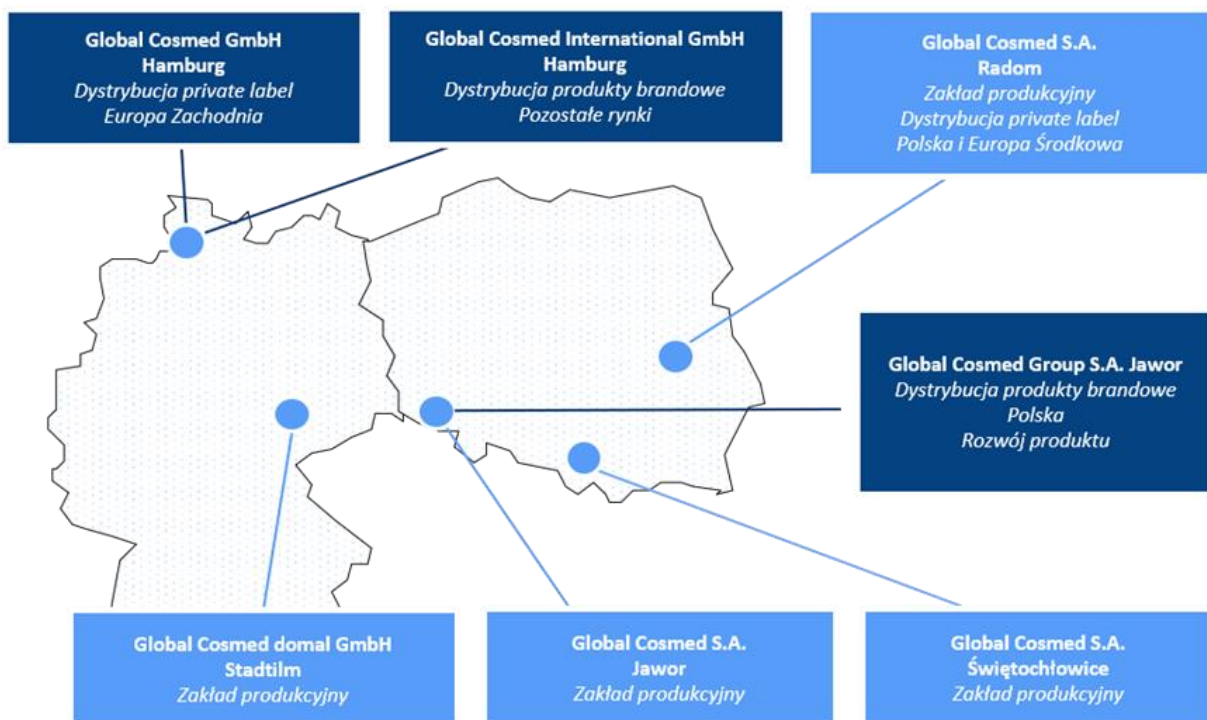 Global Cosmed GmbH
Hamburg
Dystrybucja private label
Europa Zachodnia
Global Cosmed International GmbH
Hamburg
Dystrybucja produkty brandowe
Pozostałe rynki
Global Cosmed S.A.
Radom
Zakład produkcyjny
Dystrybucja private label
Polska i Europa Środkowa
Global Cosmed Group S.A. Jawor
Dystrybucja produkty brandowe
Polska
Rozwój produktu
Global Cosmed domal GmbH
Stadtilm
Zakład produkcyjny
Global Cosmed S.A.
Jawor
Zakład produkcyjny
Global Cosmed S.A.
Świętochłowice
Zakład produkcyjny